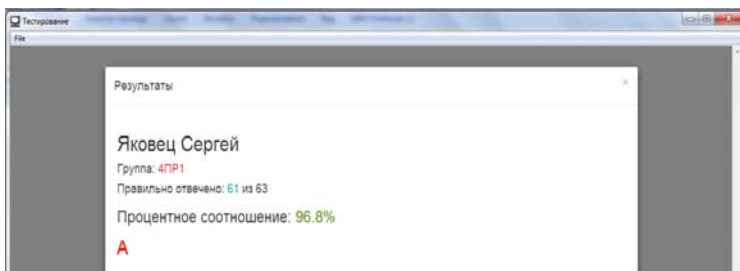 Тестирование
File
Результаты
Яковец Сергей
Группа: 4ПР1
Правильно отвечено: 61 из 63
Процентное соотношение: 96.8%
А